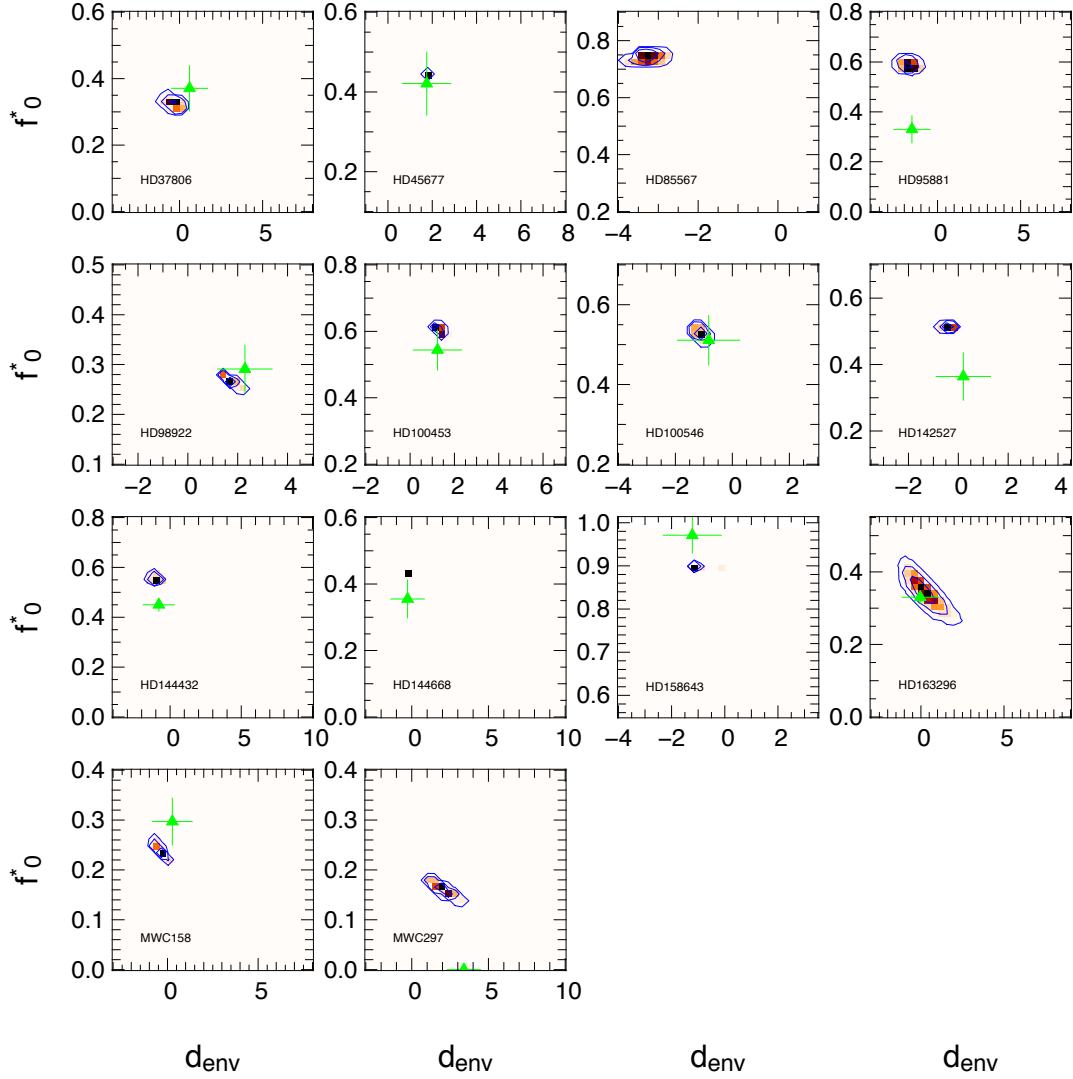 0.6
0.4
0.2
0.0
0 5
HD37806
f*0
0.4
0.2
0 2 4 6 8
HD45677
0.8
0.6
0.4
0.2
−4 −2 0
HD85567
0.8
0.6
0.4
0.2
0.0
0 5
HD95881
0.5
0.4
0.3
0.2
0.1
−2 0 2 4
HD98922
f*0
0.8
0.6
0.4
0.2
−2 0 2 4 6
HD100453
0.6
0.4
0.2
−2 0 2
HD100546
0.6
0.4
0.2
−2 0 2 4
HD142527
0.8
0.6
0.4
0.2
0.0
0 5 10
HD144432
f*0
0.6
0.4
0.2
0.0
0 5 10
HD144668
1.0
0.9
0.8
0.7
0.6
−4 −2 0 2
HD158643
0.4
0.2
0.0
0 5
HD163296
0.4
0.3
0.2
0.1
0.0
0 5
MWC158
f*0
0.4
0.3
0.2
0.1
0.0
0 5 10
MWC297
denv denv denv denv